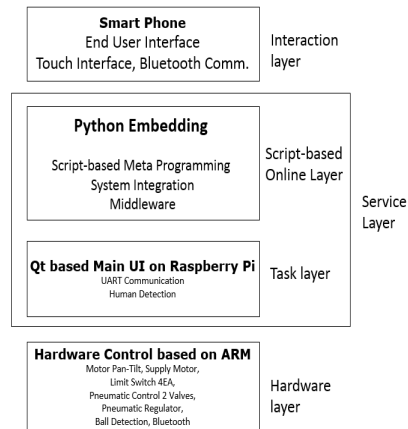 Smart Phone
End User Interface
Touch Interface, Bluetooth Comm.
Interaction
layer
Python Embedding
Script-based Meta Programming
System Integration
Middleware
Script-based
Online Layer
Service
Layer
Qt based Main UI on Raspberry Pi
UART Communication
Human Detection
Task layer
Hardware Control based on ARM
Motor Pan-Tilt, Supply Motor,
Limit Switch 4EA,
Pneumatic Control 2 Valves,
Pneumatic Regulator,
Ball Detection, Bluetooth
Hardware
layer